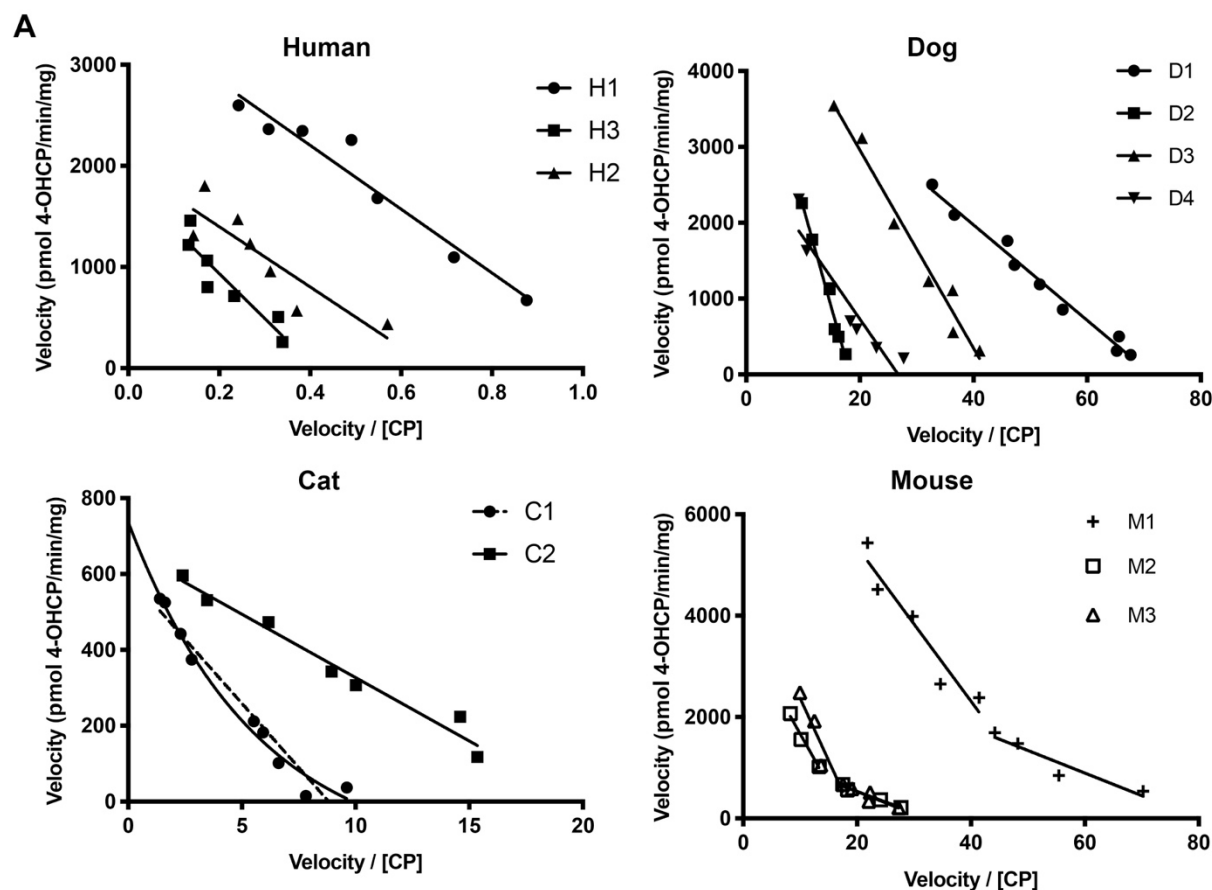 A
Human
Velocity (pmol 4-OHCP/min/mg)
3000
2000
1000
0
0.0 0.2 0.4 0.6 0.8 1.0
Velocity / [CP]
H1
H3
H2
Dog
Velocity (pmol 4-OHCP/min/mg)
4000
3000
2000
1000
0
0 20 40 60 80
Velocity / [CP]
D1
D2
D3
D4
Cat
Velocity (pmol 4-OHCP/min/mg)
800
600
400
200
0
0 5 10 15 20
Velocity / [CP]
C1
C2
Mouse
Velocity (pmol 4-OHCP/min/mg)
6000
4000
2000
0
0 20 40 60 80
Velocity / [CP]
M1
M2
M3